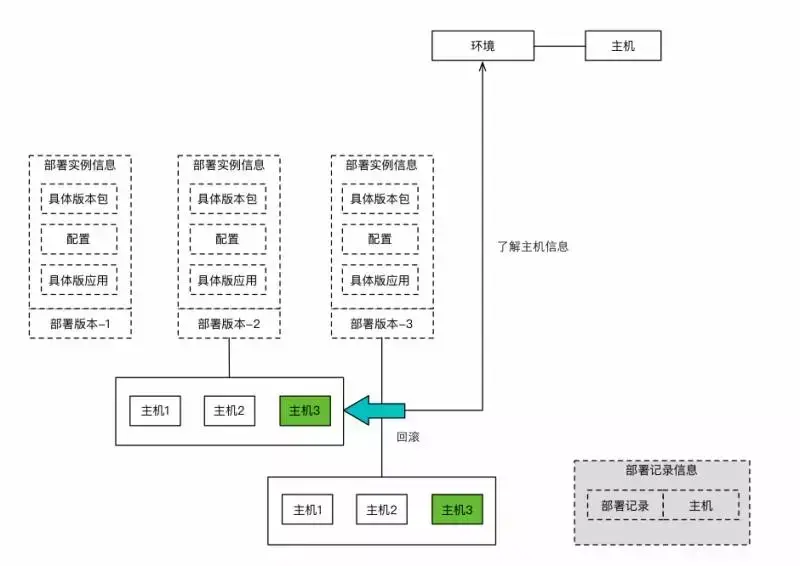 环境
主机
部署实例信息
部署实例信息
部署实例信息
具体版本包
具体版本包
具体版本包
配置
配置
配置
了解主机信息
具体版应用
具体版应用
具体版应用
部署版本-1
部署版本-2
部署版本-3
主机1
主机2
主机3
回滚
部署记录信息
主机1
主机2
主机3
部署记录
主机